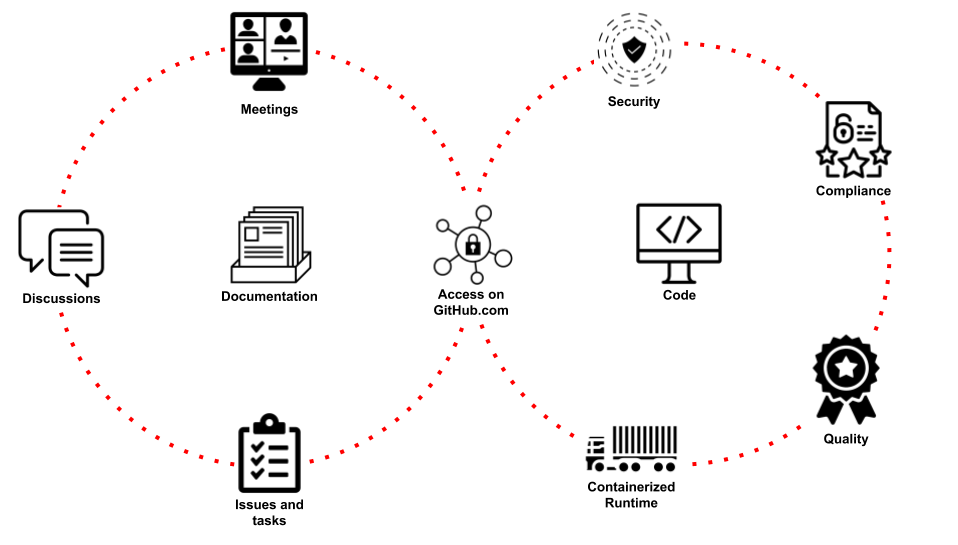 Meetings
Security
Compliance
Discussions
Documentation
Access on
GitHub.com
</>
Code
Quality
Issues and
tasks
Containerized
Runtime